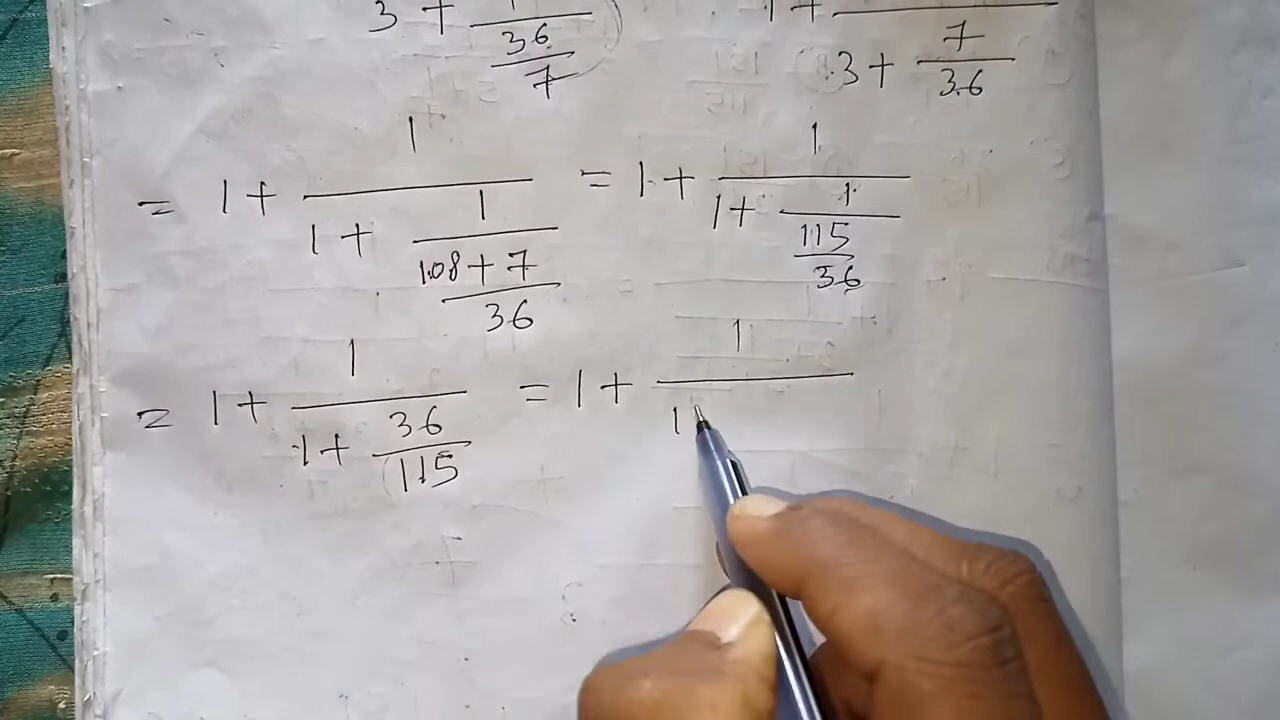 3 + 1/(36/7) 1 + 1/(3 + 7/36)
= 1 + 1/(1 + 1/((108 + 7)/36)) = 1 + 1/(1 + 1/(115/36))
= 1 + 1/(1 + 36/115) = 1 + 1/1